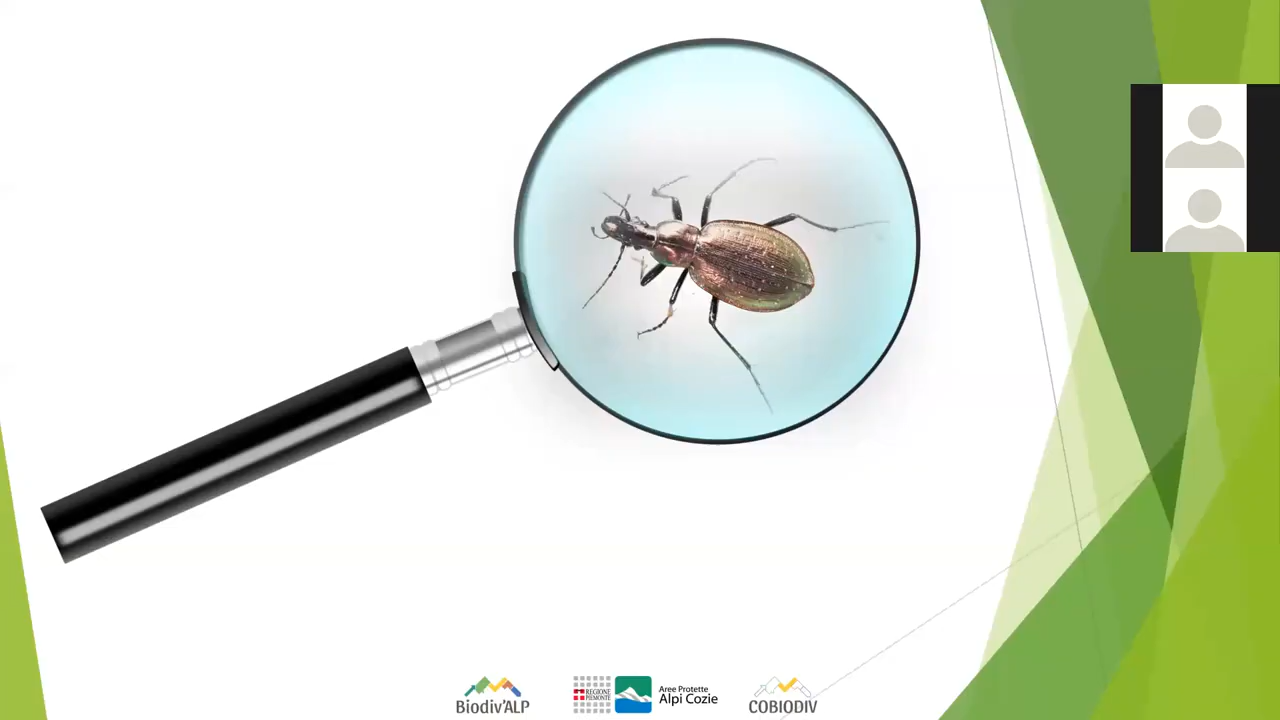 Biodiv'ALP
REGIONE
PIEMONTE
Aree Protette
Alpi Cozie
COBIODIV